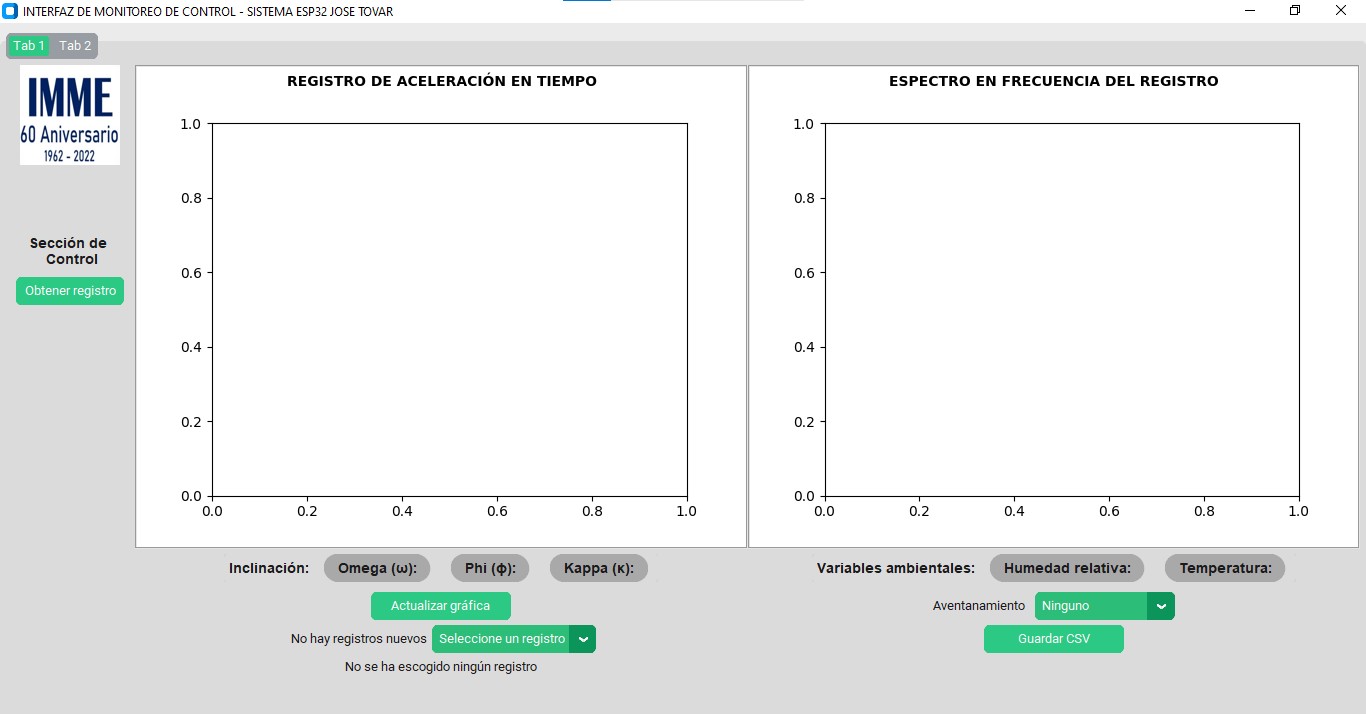 INTERFAZ DE MONITOREO DE CONTROL - SISTEMA ESP32 JOSE TOVAR
Tab 1 Tab 2
IMME
60 Aniversario
1962 - 2022
Sección de
Control
Obtener registro
REGISTRO DE ACELERACIÓN EN TIEMPO
1.0
0.8
0.6
0.4
0.2
0.0
0.0 0.2 0.4 0.6 0.8 1.0
ESPECTRO EN FRECUENCIA DEL REGISTRO
1.0
0.8
0.6
0.4
0.2
0.0
0.0 0.2 0.4 0.6 0.8 1.0
Inclinación: Omega (ω): Phi (ϕ): Kappa (κ):
Actualizar gráfica
No hay registros nuevos Seleccione un registro
No se ha escogido ningún registro
Variables ambientales: Humedad relativa: Temperatura:
Aventanamiento Ninguno
Guardar CSV